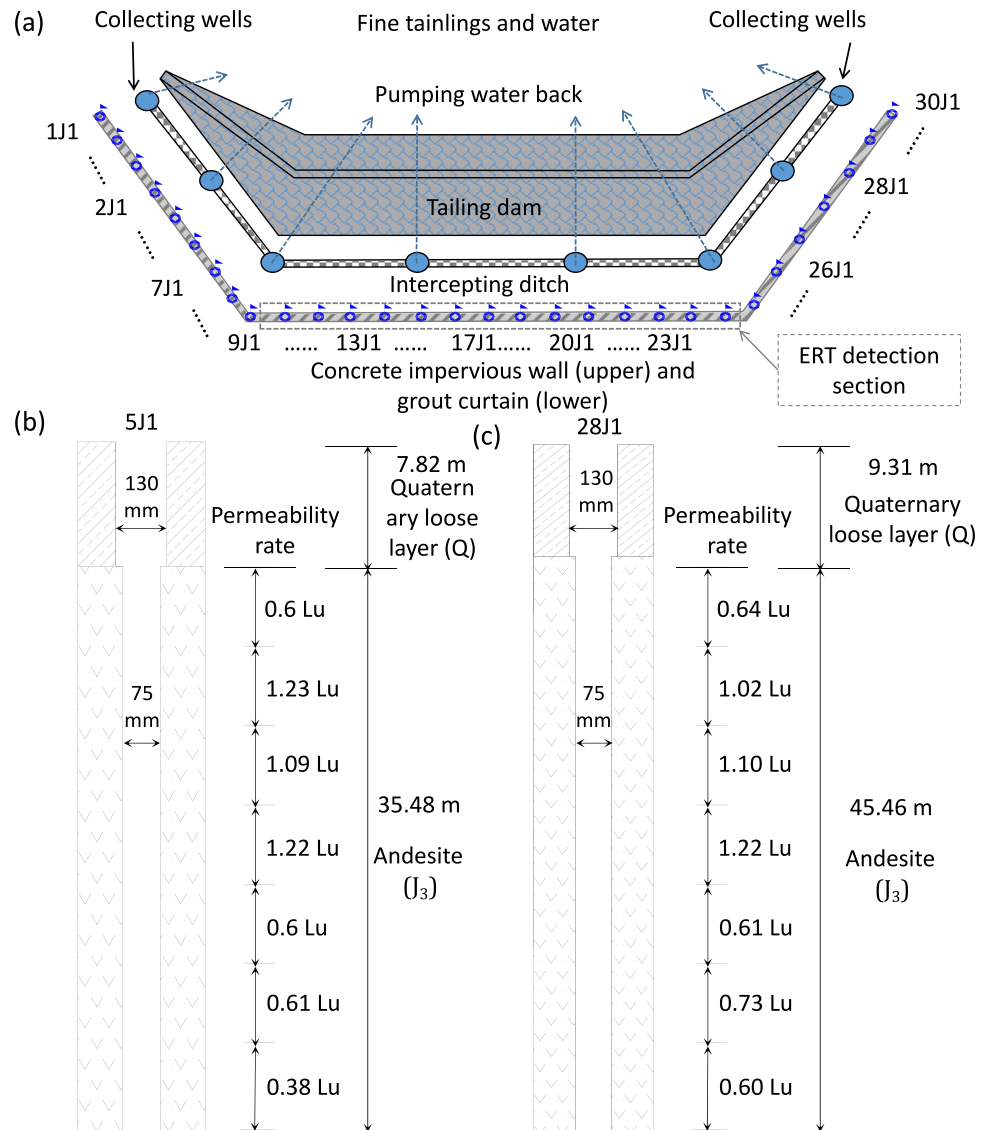 (a)
Collecting wells
Fine tainlings and water
Collecting wells
Pumping water back
30J1
1J1
28J1
2J1
Tailing dam
26J1
7J1
Intercepting ditch
9J1 ...... 13J1 ...... 17J1...... 20J1 ...... 23J1
ERT detection
section
Concrete impervious wall (upper) and
grout curtain (lower)
(b)
5J1
130
mm
Permeability
rate
7.82 m
Quatern
ary loose
layer (Q)
0.6 Lu
1.23 Lu
75
mm
1.09 Lu
1.22 Lu
0.6 Lu
0.61 Lu
0.38 Lu
35.48 m
Andesite
(J₃)
(c)
28J1
130
mm
Permeability
rate
9.31 m
Quaternary
loose layer (Q)
0.64 Lu
1.02 Lu
75
mm
1.10 Lu
1.22 Lu
0.61 Lu
0.73 Lu
0.60 Lu
45.46 m
Andesite
(J₃)